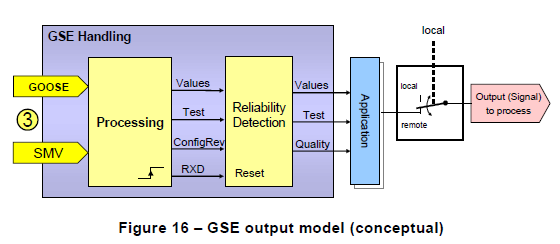 local
GSE Handling
GOOSE
3
SMV
Processing
Values
Test
ConfigRev
RXD
Reliability
Detection
Reset
Values
Test
Quality
Application
local
remote
Output (Signal)
to process
Figure 16 – GSE output model (conceptual)